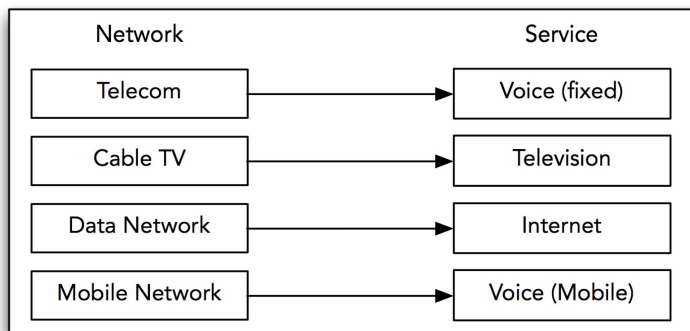 Network Service
Telecom Voice (fixed)
Cable TV Television
Data Network Internet
Mobile Network Voice (Mobile)